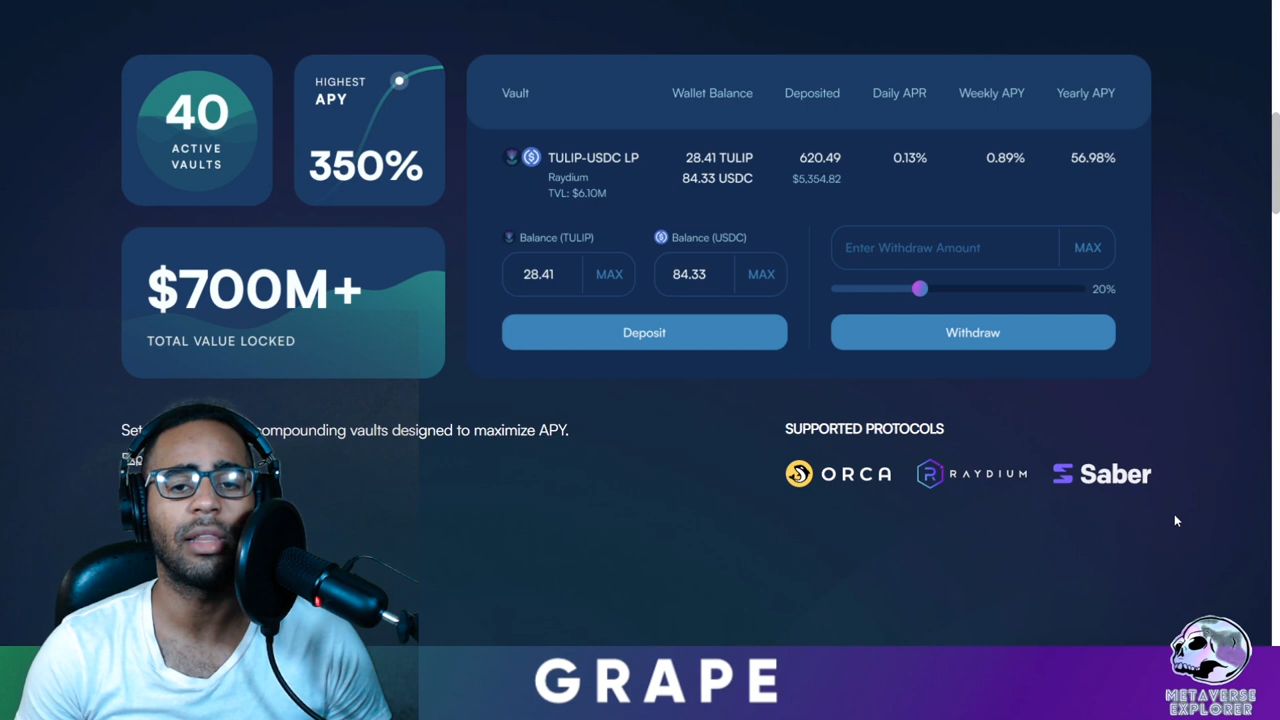 40
ACTIVE
VAULTS
HIGHEST
APY
350%
$700M+
TOTAL VALUE LOCKED
Vault Wallet Balance Deposited Daily APR Weekly APY Yearly APY
TULIP-USDC LP 28.41 TULIP 620.49 0.13% 0.89% 56.98%
Raydium 84.33 USDC $5,354.82
TVL: $6.10M
Balance (TULIP) Balance (USDC)
28.41 MAX 84.33 MAX
Enter Withdraw Amount MAX
20%
Deposit Withdraw
compounding vaults designed to maximize APY.
SUPPORTED PROTOCOLS
ORCA RAYDIUM Saber
GRAPE
METAVERSE
EXPLORER